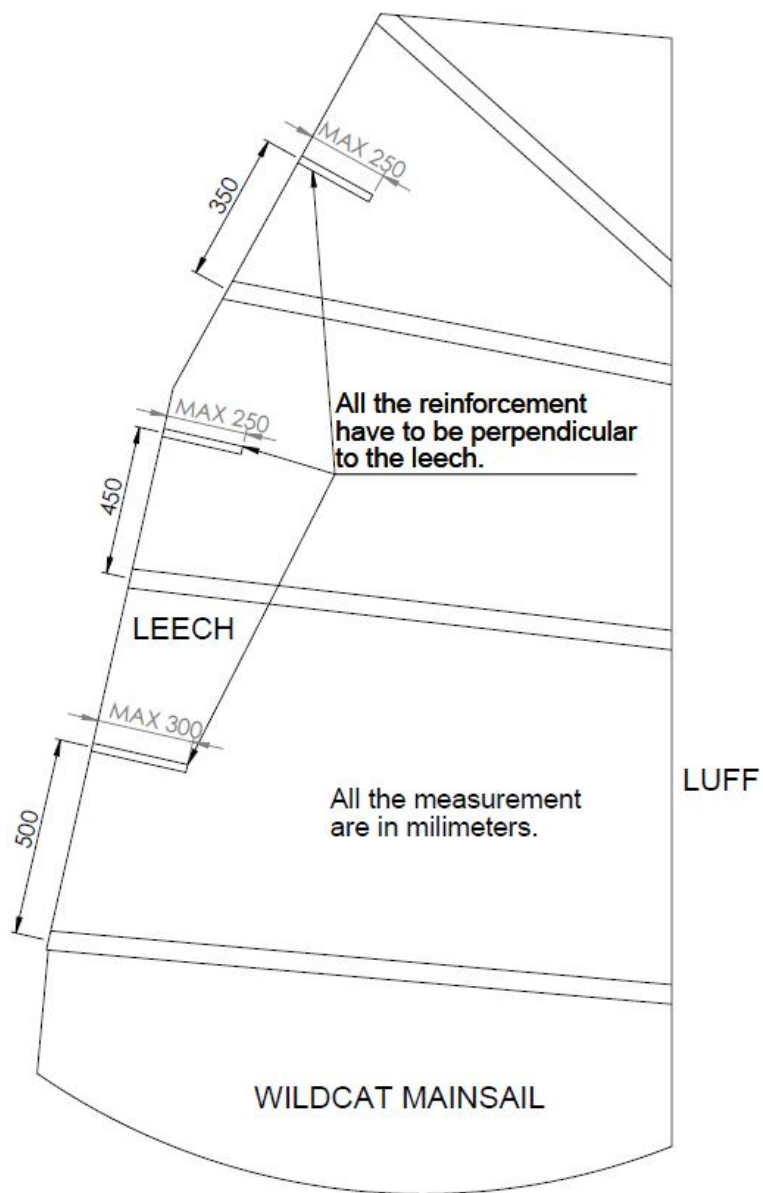 MAX 250
350
MAX 250
All the reinforcement
have to be perpendicular
to the leech.
450
LEECH
MAX 300
500
All the measurement
are in milimeters.
LUFF
WILDCAT MAINSAIL